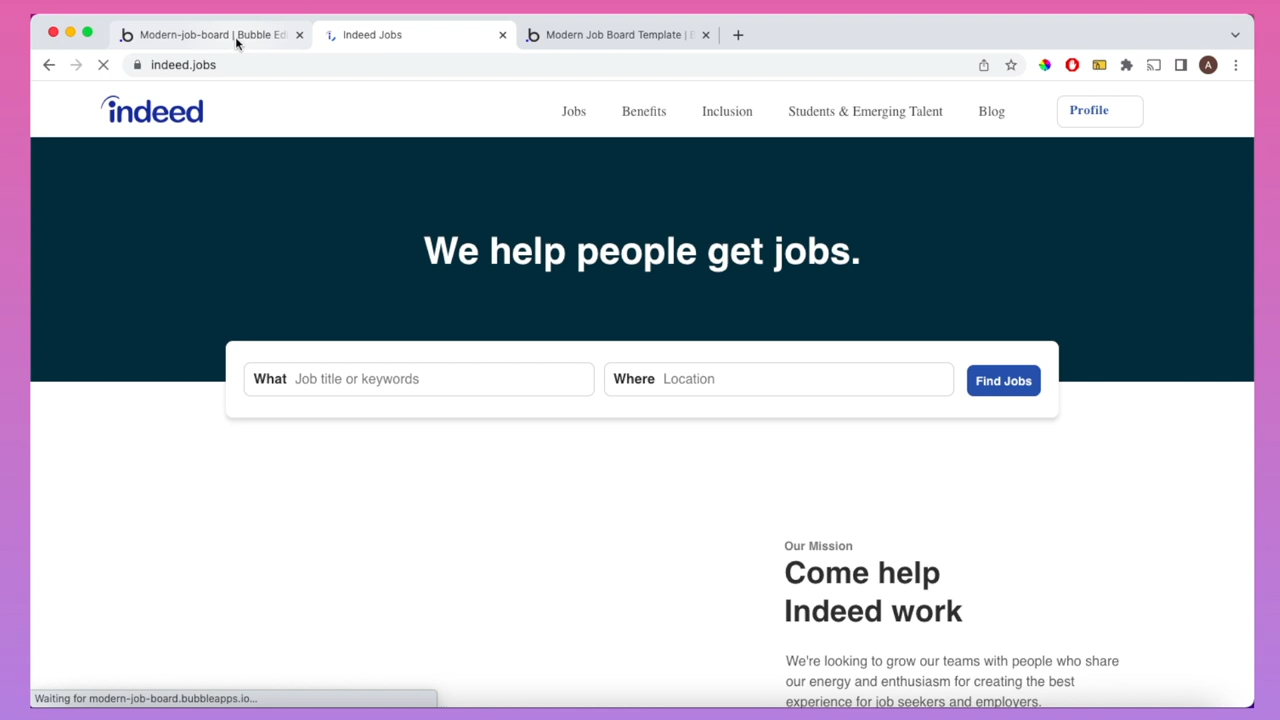 Modern-job-board | Bubble Ed
Indeed Jobs
Modern Job Board Template |
indeed.jobs
A
indeed
Jobs
Benefits
Inclusion
Students & Emerging Talent
Blog
Profile
We help people get jobs.
What Job title or keywords
Where Location
Find Jobs
Our Mission
Come help
Indeed work
We're looking to grow our teams with people who share
our energy and enthusiasm for creating the best
experience for job seekers and employers.
Waiting for modern-job-board.bubbleapps.io...